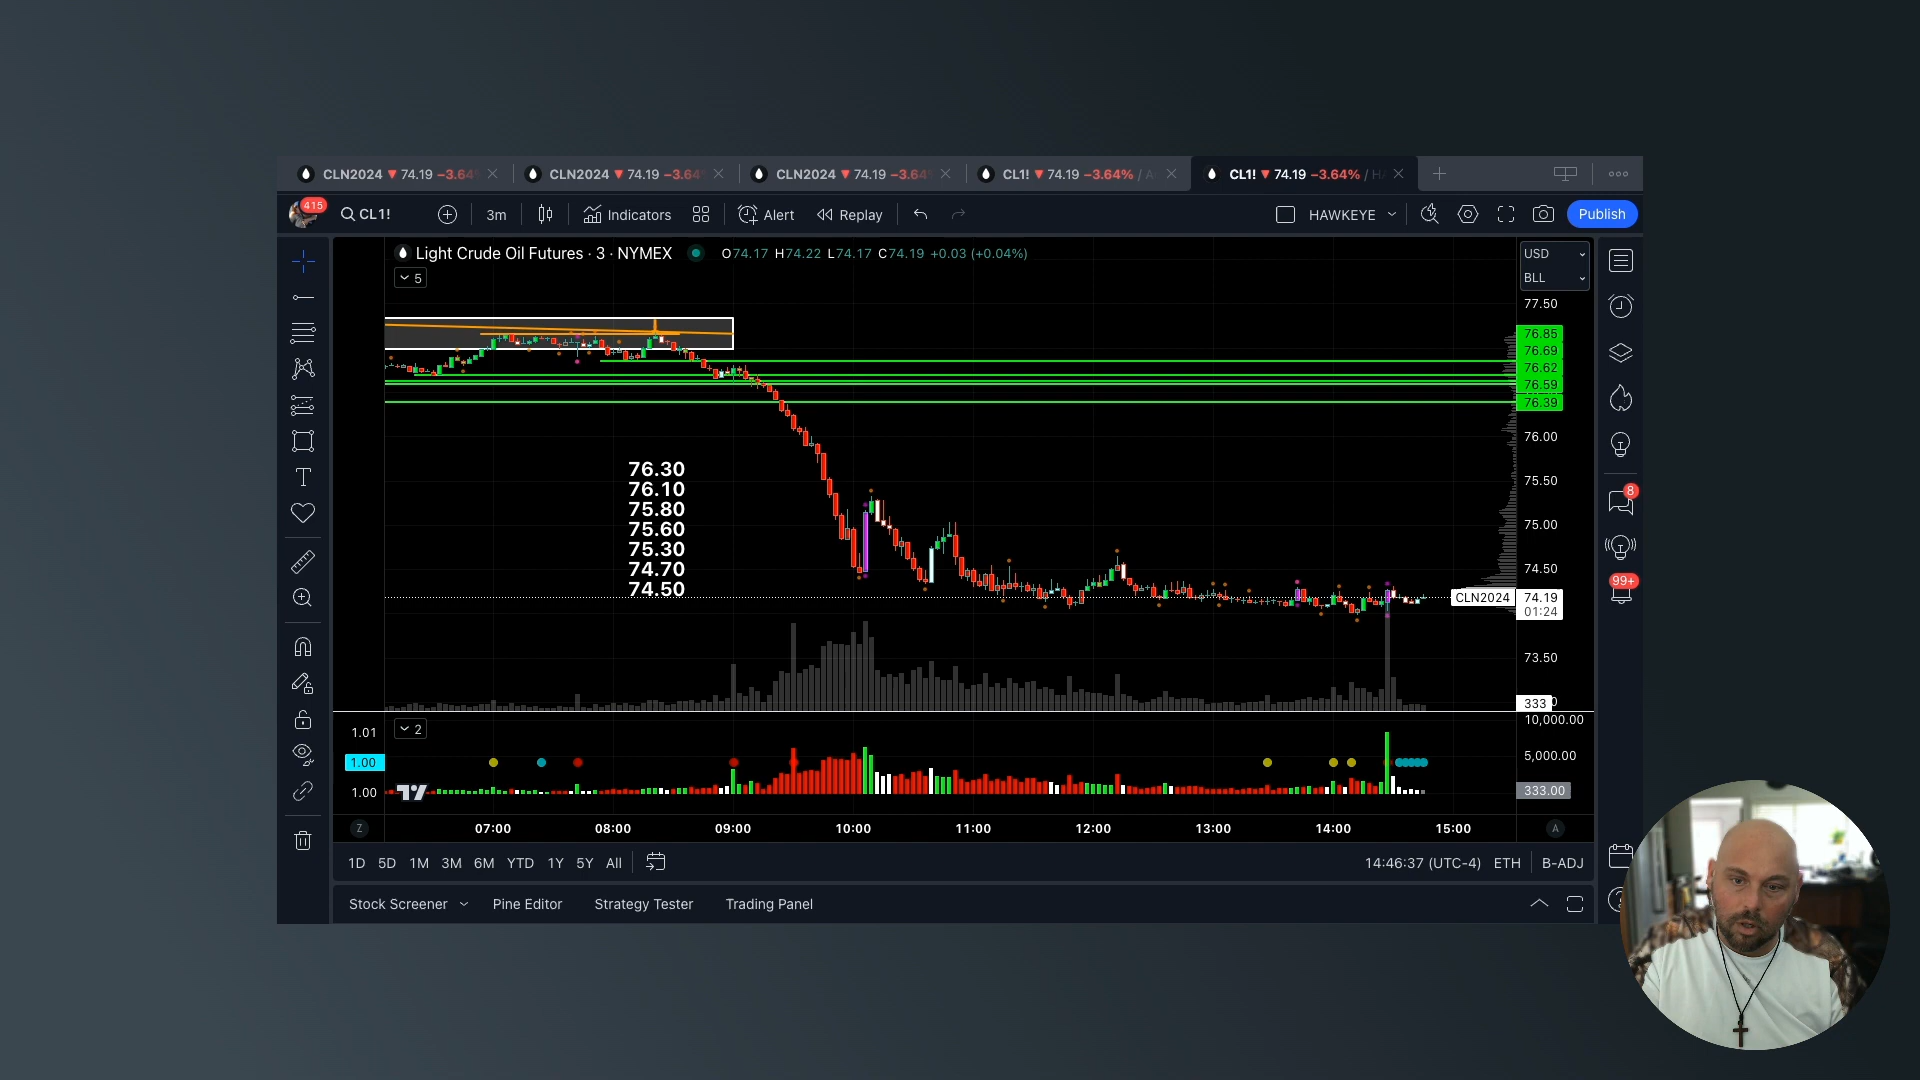 CLN2024 ▼ 74.19 −3.64
CLN2024 ▼ 74.19 −3.64
CLN2024 ▼ 74.19 −3.64
CL1! ▼ 74.19 −3.64% /
CL1! ▼ 74.19 −3.64% / H
415
CL1!
3m
Indicators
Alert
Replay
HAWKEYE
Publish
Light Crude Oil Futures · 3 · NYMEX
O74.17 H74.22 L74.17 C74.19 +0.03 (+0.04%)
5
USD
BLL
77.50
76.85
76.69
76.62
76.59
76.39
76.00
75.50
75.00
74.50
CLN2024 74.19
01:24
73.50
333
76.30
76.10
75.80
75.60
75.30
74.70
74.50
8
99+
2
1.01
1.00
1.00
10,000.00
5,000.00
333.00
Z
07:00 08:00 09:00 10:00 11:00 12:00 13:00 14:00 15:00
A
1D 5D 1M 3M 6M YTD 1Y 5Y All
14:46:37 (UTC-4) ETH B-ADJ
Stock Screener Pine Editor Strategy Tester Trading Panel